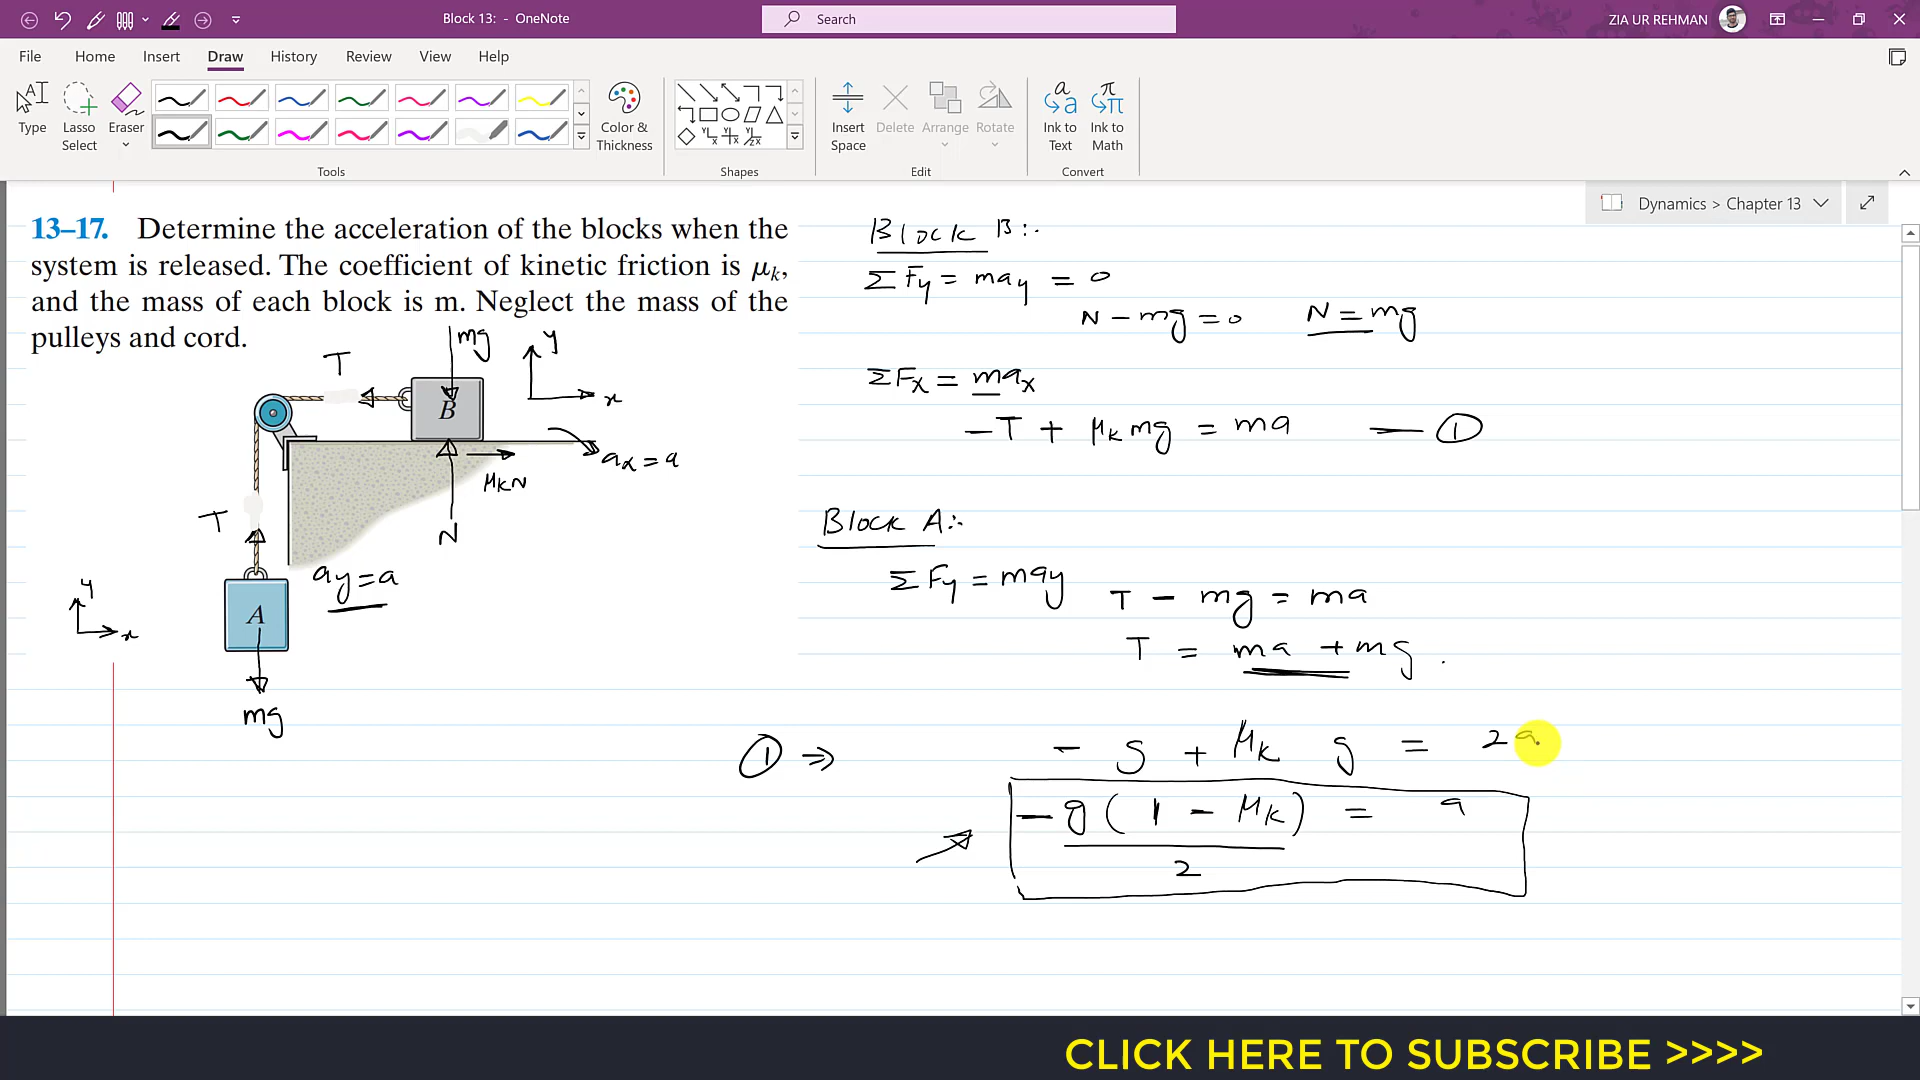 Block 13: - OneNote
Search
ZIA UR REHMAN
File Home Insert Draw History Review View Help
Type
Lasso Select
Eraser
Color & Thickness
Insert Space
Delete
Arrange
Rotate
Ink to Text
Ink to Math
Tools
Shapes
Edit
Convert
Dynamics > Chapter 13
13–17. Determine the acceleration of the blocks when the
system is released. The coefficient of kinetic friction is μk,
and the mass of each block is m. Neglect the mass of the
pulleys and cord.
T
mg
y
x
B
ax = a
μkN
N
T
ay = a
y
x
A
mg
Block B:.
ΣFy = may = 0
N - mg = 0 N = mg
ΣFx = max
-T + μk mg = ma — ①
Block A:.
ΣFy = may
T - mg = ma
T = ma + mg .
① ⇒ - g + μk g = 2a
- g ( 1 - μk) = a
2
CLICK HERE TO SUBSCRIBE >>>>